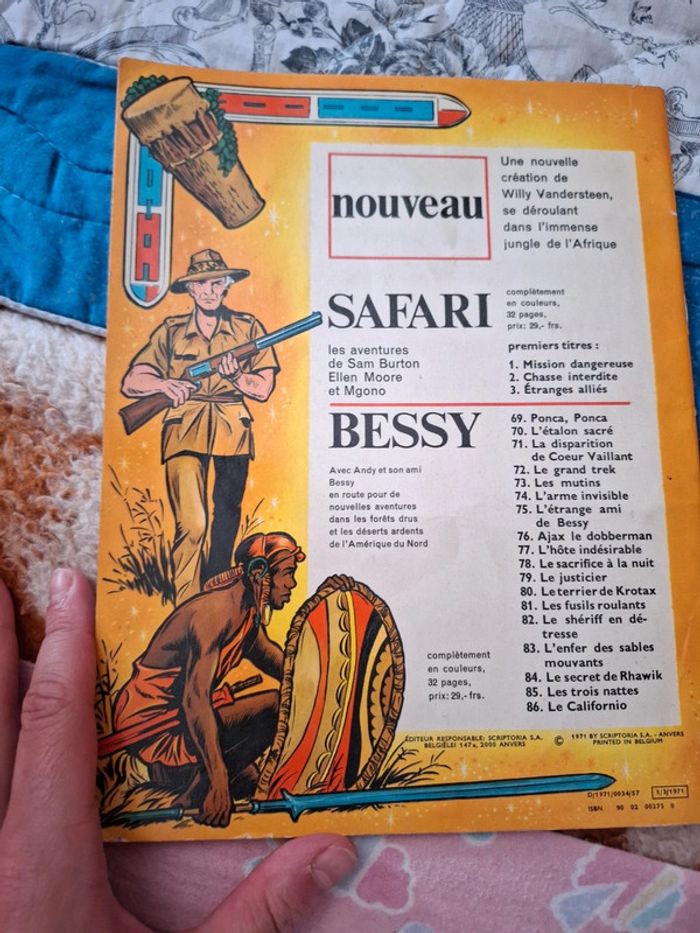 nouveau
Une nouvelle
création de
Willy Vandersteen,
se déroulant
dans l'immense
jungle de l'Afrique
SAFARI
les aventures
de Sam Burton
Ellen Moore
et Mgono
complètement
en couleurs,
32 pages,
prix: 29,- frs.
premiers titres :
1. Mission dangereuse
2. Chasse interdite
3. Étranges alliés
BESSY
Avec Andy et son ami
Bessy
en route pour de
nouvelles aventures
dans les forêts drus
et les déserts ardents
de l'Amérique du Nord
complètement
en couleurs,
32 pages,
prix: 29,- frs.
69. Ponca, Ponca
70. L'étalon sacré
71. La disparition
de Coeur Vaillant
72. Le grand trek
73. Les mutins
74. L'arme invisible
75. L'étrange ami
de Bessy
76. Ajax le dobberman
77. L'hôte indésirable
78. Le sacrifice à la nuit
79. Le justicier
80. Le terrier de Krotax
81. Les fusils roulants
82. Le shériff en dé-
tresse
83. L'enfer des sables
mouvants
84. Le secret de Rhawik
85. Les trois nattes
86. Le Californio
ÉDITEUR RESPONSABLE: SCRIPTORIA S.A.
BELGIËLEI 147a, 2000 ANVERS
© 1971 BY SCRIPTORIA S.A. - ANVERS
PRINTED IN BELGIUM
D/1971/0034/57
1/3/1971
ISBN 90 02 00275 0